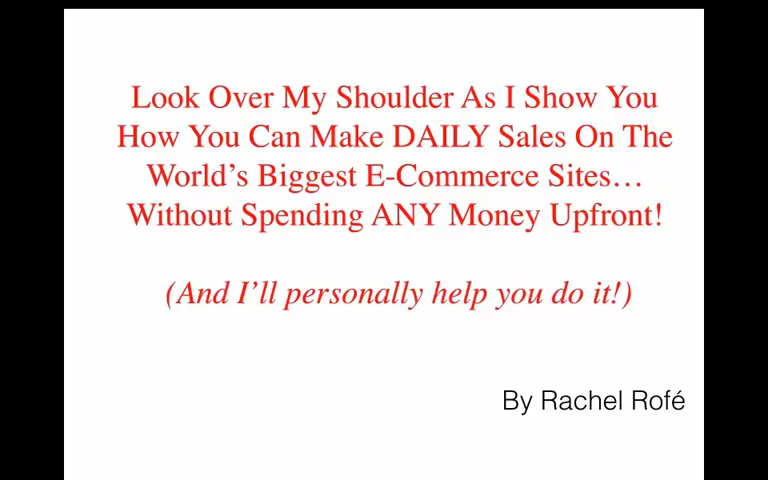 Look Over My Shoulder As I Show You
How You Can Make DAILY Sales On The
World’s Biggest E-Commerce Sites…
Without Spending ANY Money Upfront!
(And I’ll personally help you do it!)
By Rachel Rofé